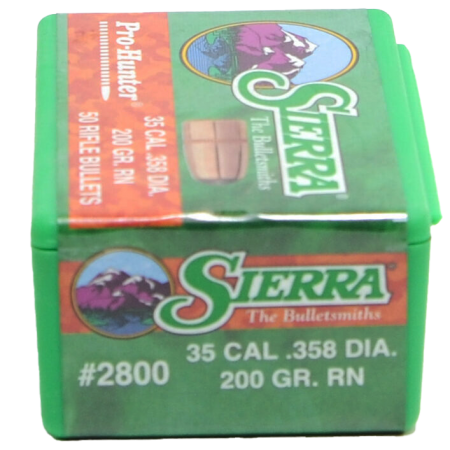 Pro-Hunter®
35 CAL .358 DIA.
200 GR. RN
50 RIFLE BULLETS
SIERRA®
The Bulletsmiths
SIERRA®
The Bulletsmiths
#2800
35 CAL .358 DIA.
200 GR. RN